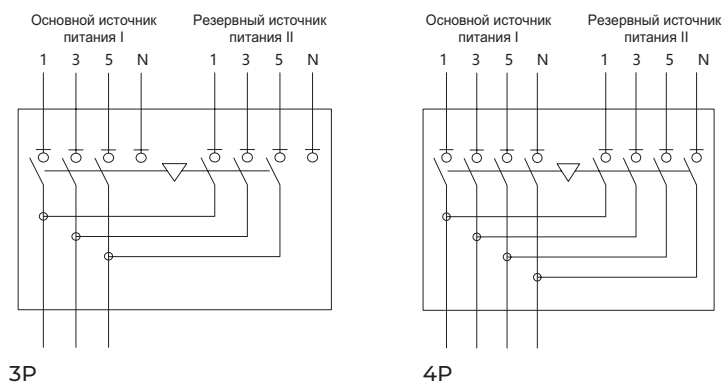 Основной источник
питания I
Резервный источник
питания II
1 3 5 N 1 3 5 N
3P
Основной источник
питания I
Резервный источник
питания II
1 3 5 N 1 3 5 N
4P